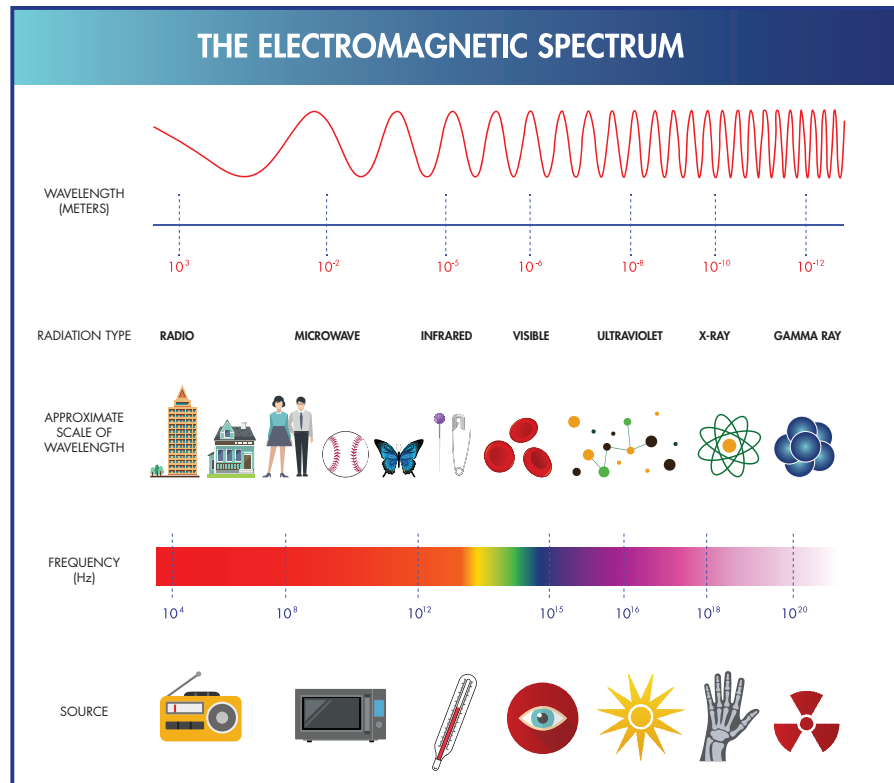 THE ELECTROMAGNETIC SPECTRUM
WAVELENGTH
(METERS)
10⁻³ 10⁻² 10⁻⁵ 10⁻⁶ 10⁻⁸ 10⁻¹⁰ 10⁻¹²
RADIATION TYPE RADIO MICROWAVE INFRARED VISIBLE ULTRAVIOLET X-RAY GAMMA RAY
APPROXIMATE
SCALE OF
WAVELENGTH
FREQUENCY
(Hz)
10⁴ 10⁸ 10¹² 10¹⁵ 10¹⁶ 10¹⁸ 10²⁰
SOURCE